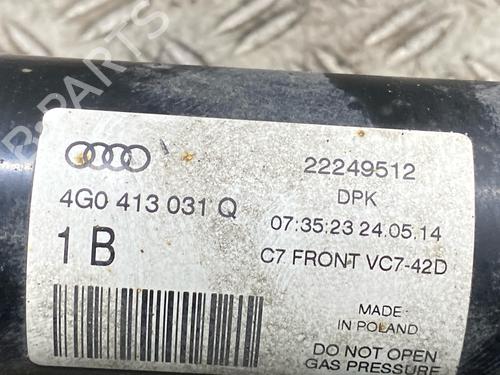 B-PARTS
22249512
4G0 413 031 Q
DPK
07:35:23 24.05.14
1 B
C7 FRONT VC7-42D
MADE
IN POLAND
DO NOT OPEN
GAS PRESSURE